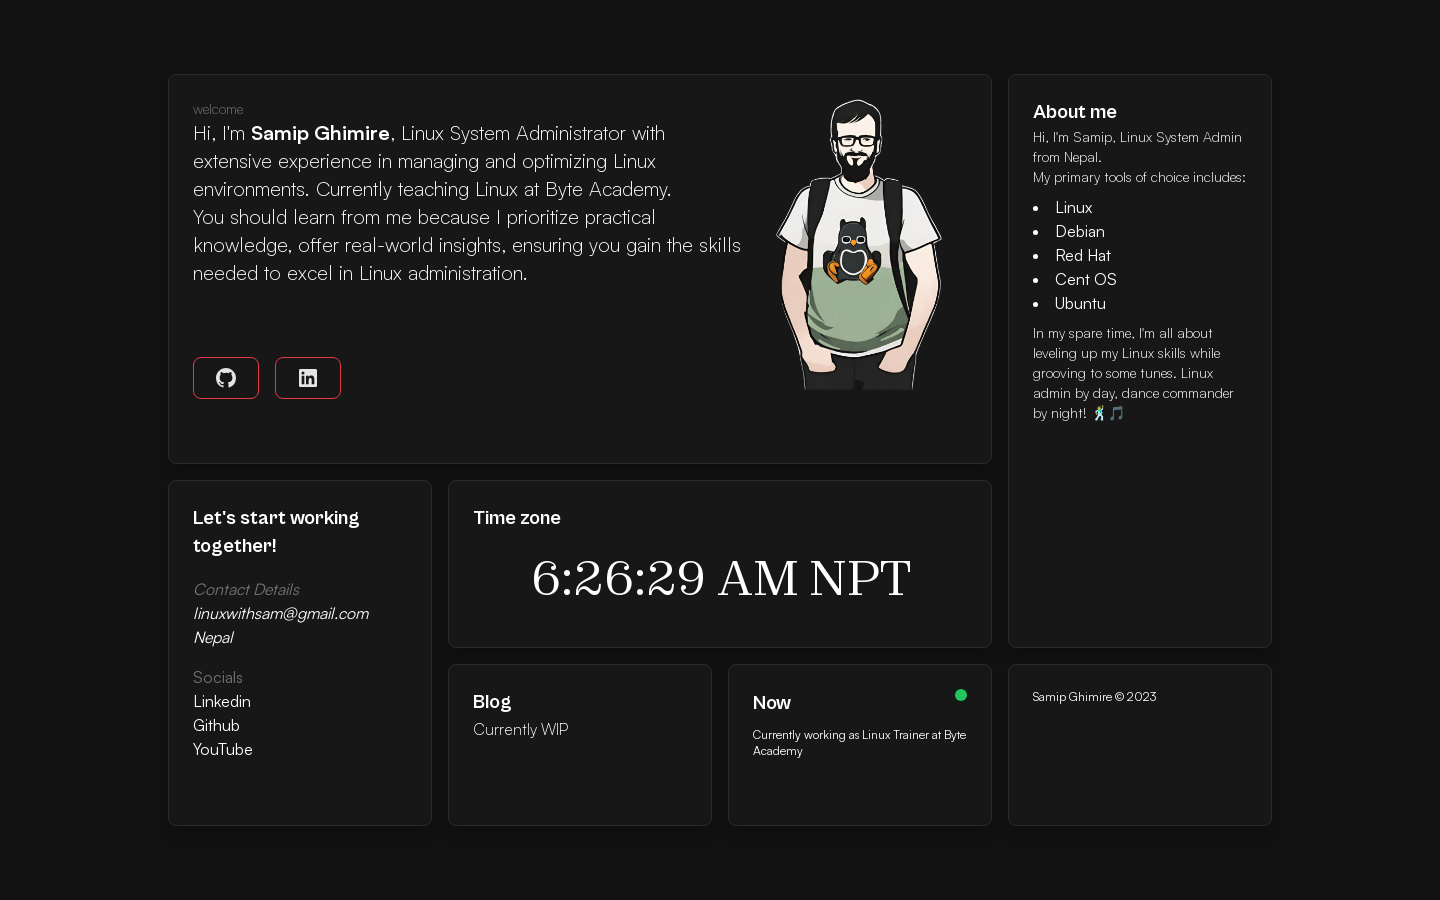 welcome
Hi, I'm Samip Ghimire, Linux System Administrator with
extensive experience in managing and optimizing Linux
environments. Currently teaching Linux at Byte Academy.
You should learn from me because I prioritize practical
knowledge, offer real-world insights, ensuring you gain the skills
needed to excel in Linux administration.
About me
Hi, I'm Samip, Linux System Admin
from Nepal.
My primary tools of choice includes:
• Linux
• Debian
• Red Hat
• Cent OS
• Ubuntu
In my spare time, I'm all about
leveling up my Linux skills while
grooving to some tunes. Linux
admin by day, dance commander
by night! 🕺🎵
Let's start working
together!
Contact Details
linuxwithsam@gmail.com
Nepal
Socials
Linkedin
Github
YouTube
Time zone
6:26:29 AM NPT
Blog
Currently WIP
Now
Currently working as Linux Trainer at Byte
Academy
Samip Ghimire © 2023